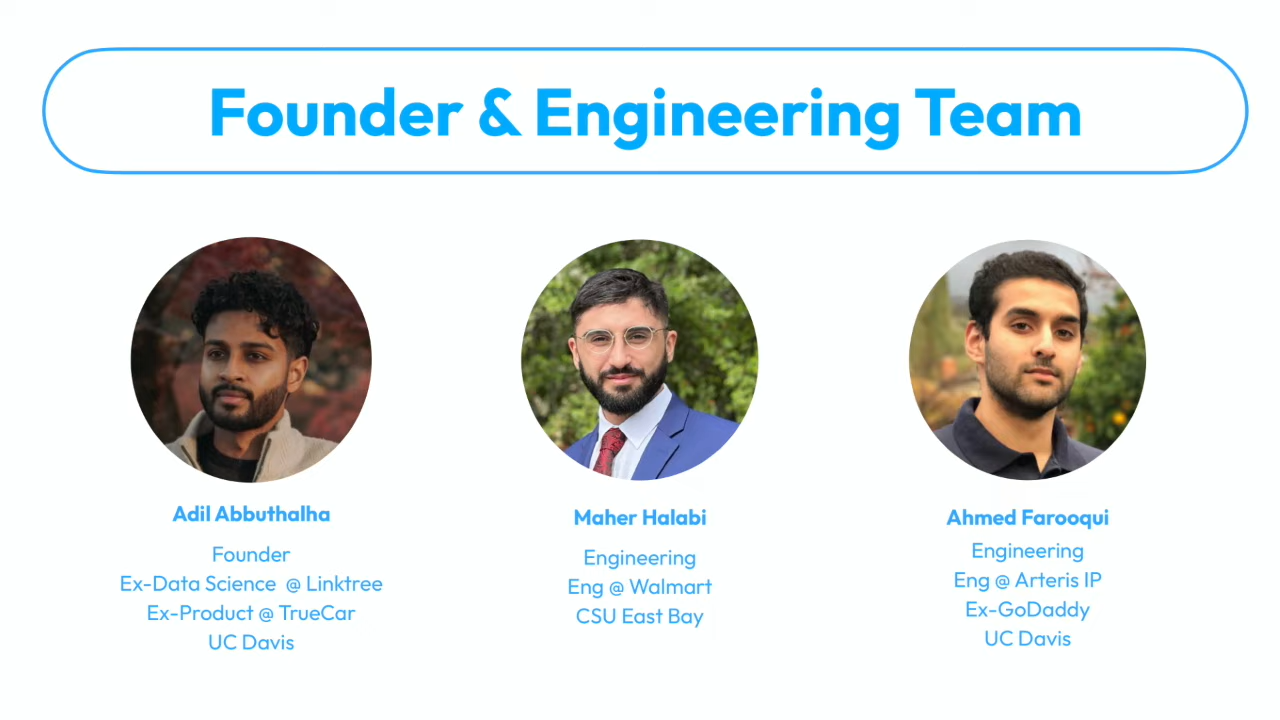 Founder & Engineering Team
Adil Abbuthalha
Founder
Ex-Data Science @ Linktree
Ex-Product @ TrueCar
UC Davis
Maher Halabi
Engineering
Eng @ Walmart
CSU East Bay
Ahmed Farooqui
Engineering
Eng @ Arteris IP
Ex-GoDaddy
UC Davis